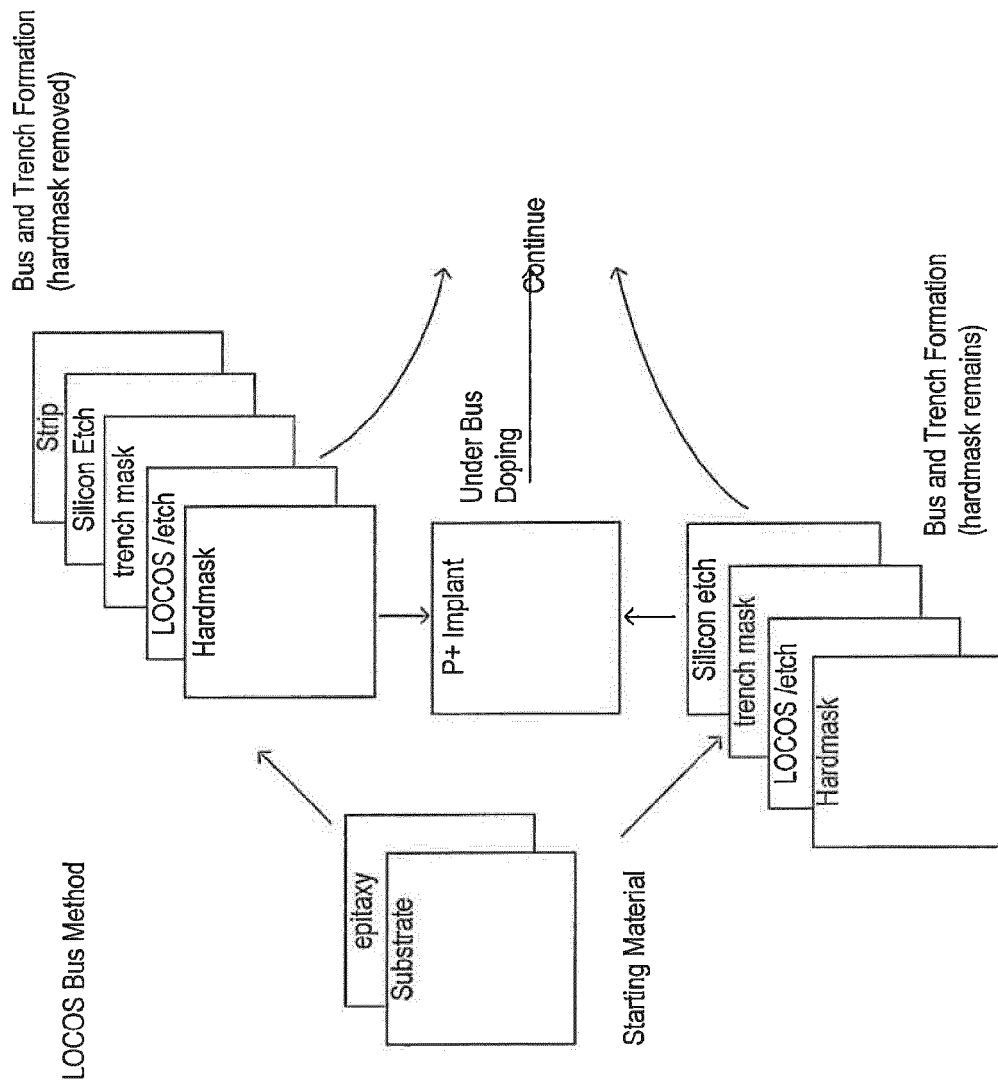 LOCOS Bus Method
epitaxy
Substrate
Starting Material
Bus and Trench Formation
(hardmask removed)
Strip
Silicon Etch
trench mask
LOCOS /etch
Hardmask
P+ Implant
Under Bus
Doping
Continue
Silicon etch
trench mask
LOCOS /etch
Hardmask
Bus and Trench Formation
(hardmask remains)